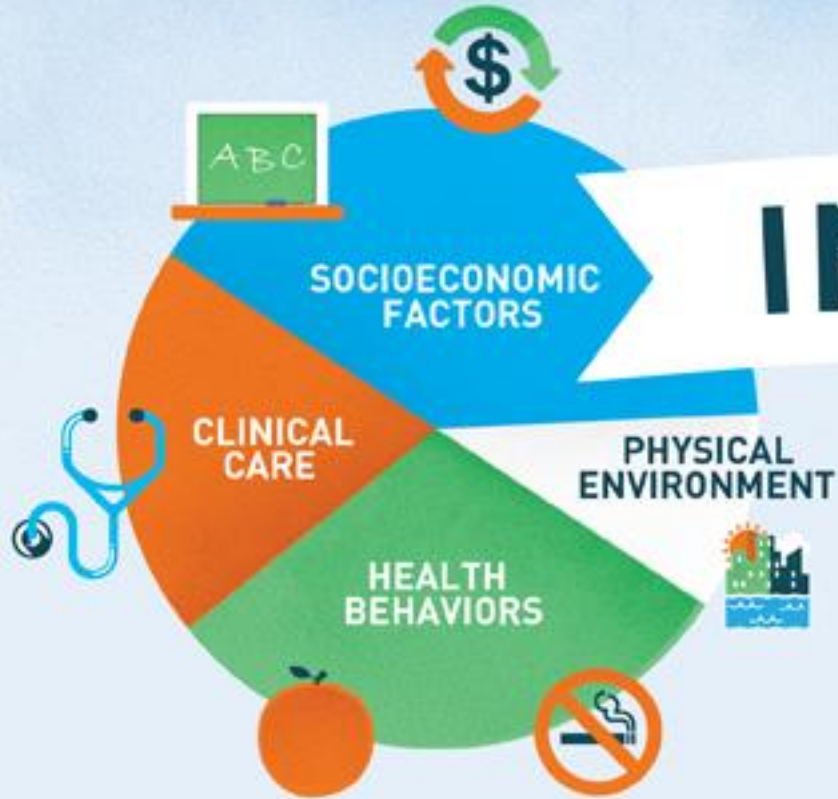 $
ABC
SOCIOECONOMIC
FACTORS
CLINICAL
CARE
PHYSICAL
ENVIRONMENT
HEALTH
BEHAVIORS